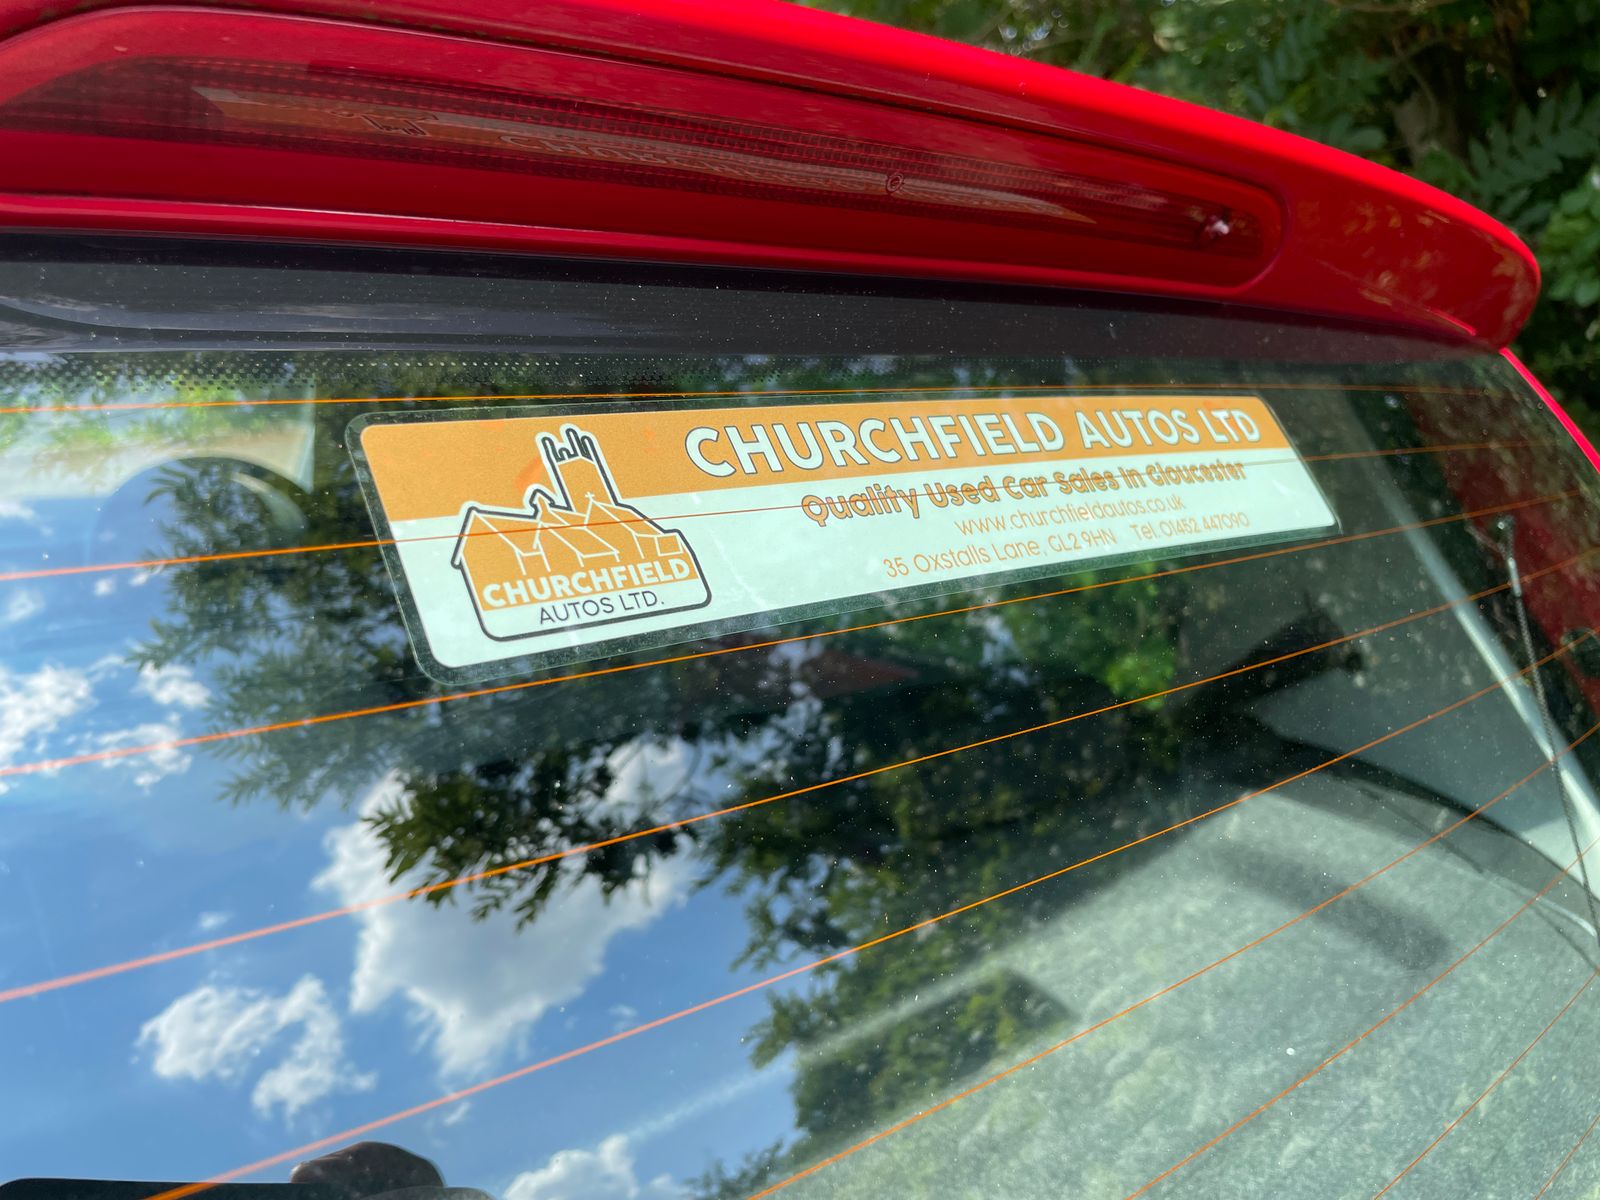 CHURCHFIELD AUTOS LTD
Quality Used Car Sales In Gloucester
www.churchfieldautos.co.uk
35 Oxstalls Lane, GL2 9HN Tel. 01452 447090
CHURCHFIELD
AUTOS LTD.